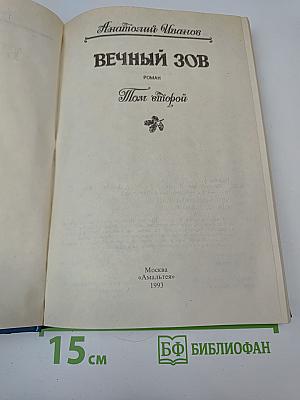 Анатолий Иванов
ВЕЧНЫЙ ЗОВ
РОМАН
Том второй
Москва
«Амальтея»
1993
15 см
БФ БИБЛИОФАН